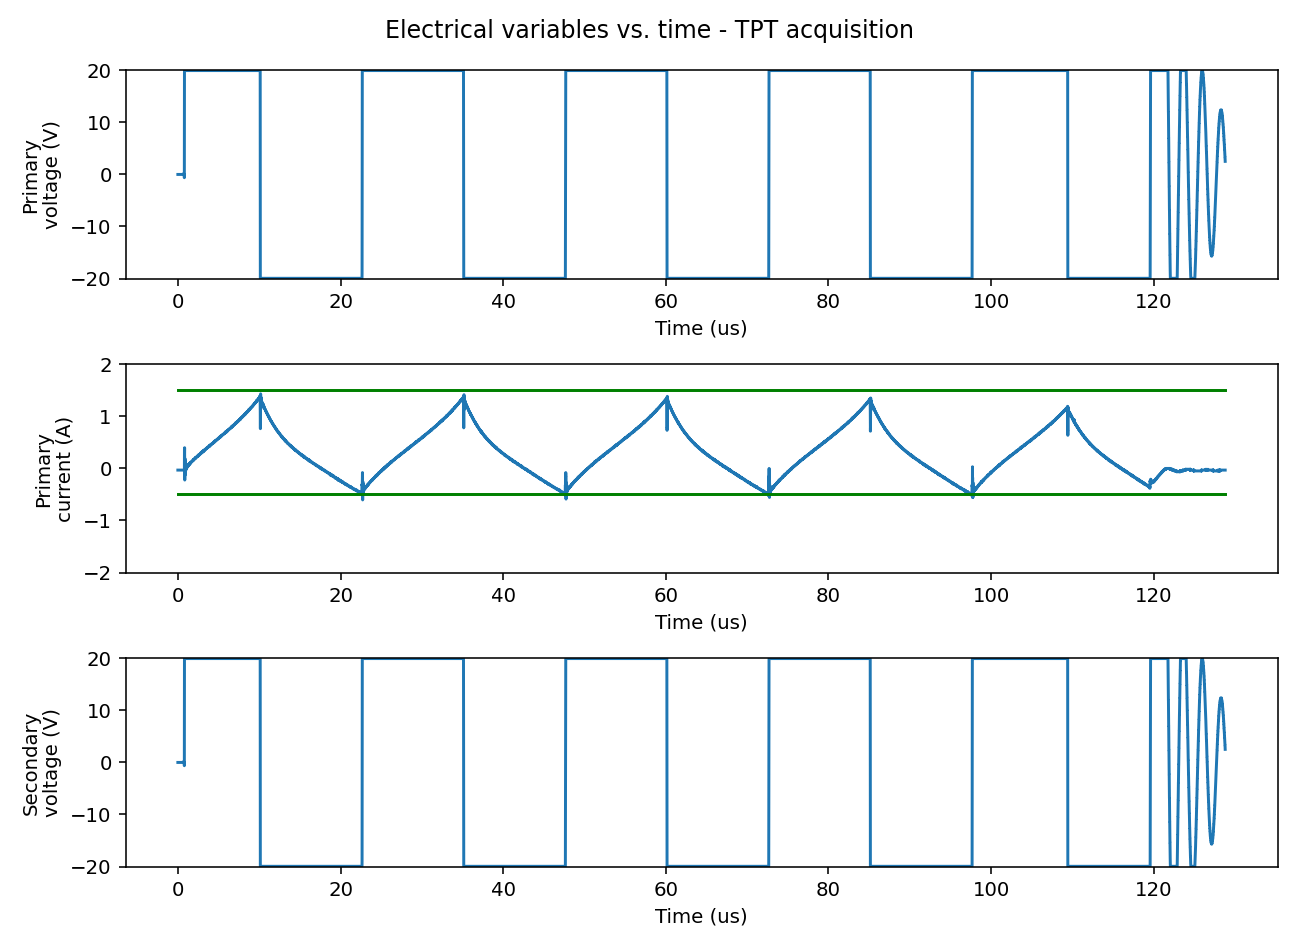 Electrical variables vs. time - TPT acquisition
Primary
voltage (V)
20
10
0
−10
−20
0 20 40 60 80 100 120
Time (us)
Primary
current (A)
2
1
0
−1
−2
0 20 40 60 80 100 120
Time (us)
Secondary
voltage (V)
20
10
0
−10
−20
0 20 40 60 80 100 120
Time (us)